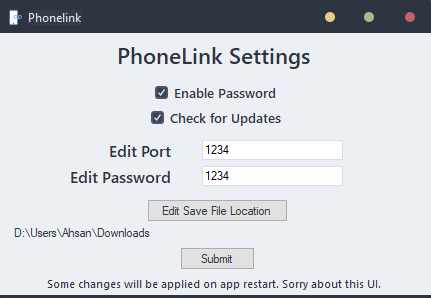 Phonelink
PhoneLink Settings
Enable Password
Check for Updates
Edit Port 1234
Edit Password 1234
Edit Save File Location
D:\Users\Ahsan\Downloads
Submit
Some changes will be applied on app restart. Sorry about this UI.